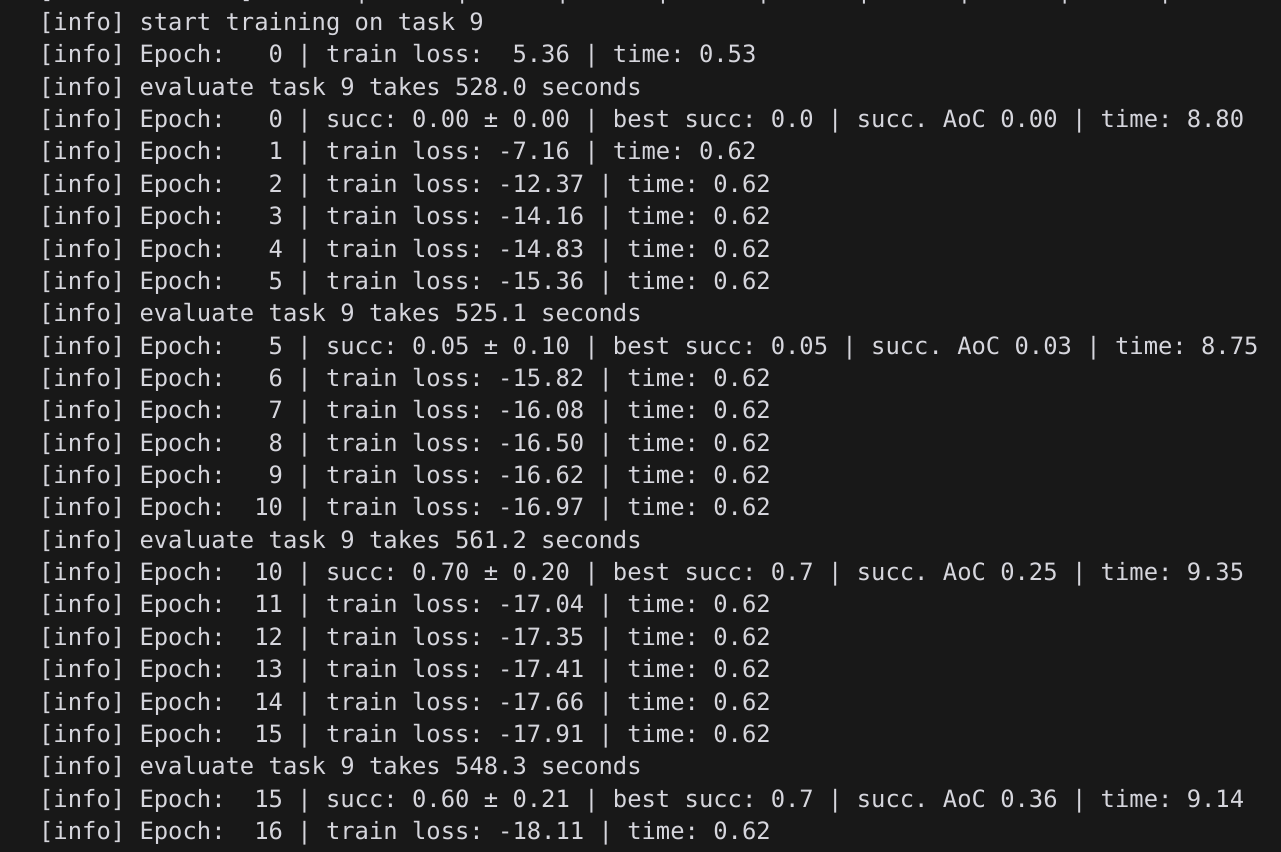 [info] start training on task 9
[info] Epoch:   0 | train loss:  5.36 | time: 0.53
[info] evaluate task 9 takes 528.0 seconds
[info] Epoch:   0 | succ: 0.00 ± 0.00 | best succ: 0.0 | succ. AoC 0.00 | time: 8.80
[info] Epoch:   1 | train loss: -7.16 | time: 0.62
[info] Epoch:   2 | train loss: -12.37 | time: 0.62
[info] Epoch:   3 | train loss: -14.16 | time: 0.62
[info] Epoch:   4 | train loss: -14.83 | time: 0.62
[info] Epoch:   5 | train loss: -15.36 | time: 0.62
[info] evaluate task 9 takes 525.1 seconds
[info] Epoch:   5 | succ: 0.05 ± 0.10 | best succ: 0.05 | succ. AoC 0.03 | time: 8.75
[info] Epoch:   6 | train loss: -15.82 | time: 0.62
[info] Epoch:   7 | train loss: -16.08 | time: 0.62
[info] Epoch:   8 | train loss: -16.50 | time: 0.62
[info] Epoch:   9 | train loss: -16.62 | time: 0.62
[info] Epoch:  10 | train loss: -16.97 | time: 0.62
[info] evaluate task 9 takes 561.2 seconds
[info] Epoch:  10 | succ: 0.70 ± 0.20 | best succ: 0.7 | succ. AoC 0.25 | time: 9.35
[info] Epoch:  11 | train loss: -17.04 | time: 0.62
[info] Epoch:  12 | train loss: -17.35 | time: 0.62
[info] Epoch:  13 | train loss: -17.41 | time: 0.62
[info] Epoch:  14 | train loss: -17.66 | time: 0.62
[info] Epoch:  15 | train loss: -17.91 | time: 0.62
[info] evaluate task 9 takes 548.3 seconds
[info] Epoch:  15 | succ: 0.60 ± 0.21 | best succ: 0.7 | succ. AoC 0.36 | time: 9.14
[info] Epoch:  16 | train loss: -18.11 | time: 0.62